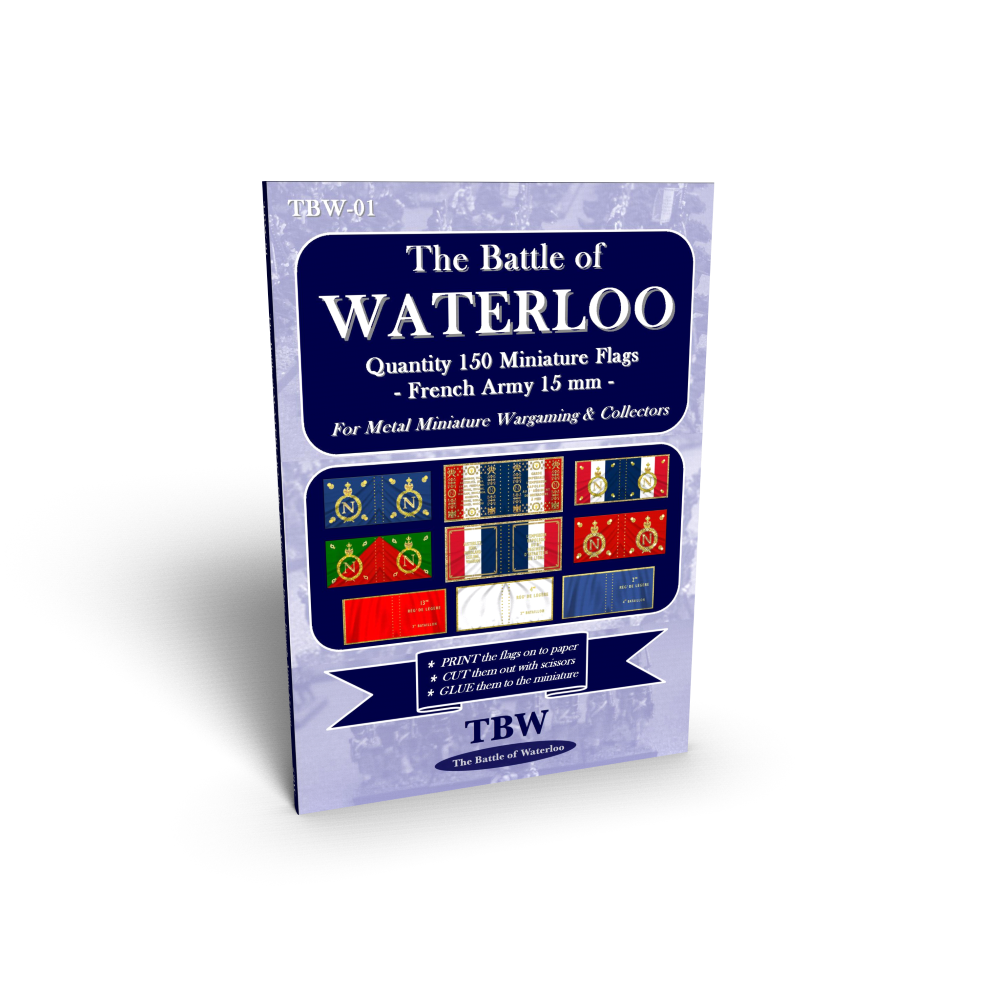 TBW-01
The Battle of
WATERLOO
Quantity 150 Miniature Flags
- French Army 15 mm -
For Metal Miniature Wargaming & Collectors
N N
N N
N N
N N
* PRINT the flags on to paper
* CUT them out with scissors
* GLUE them to the miniature
TBW
The Battle of Waterloo